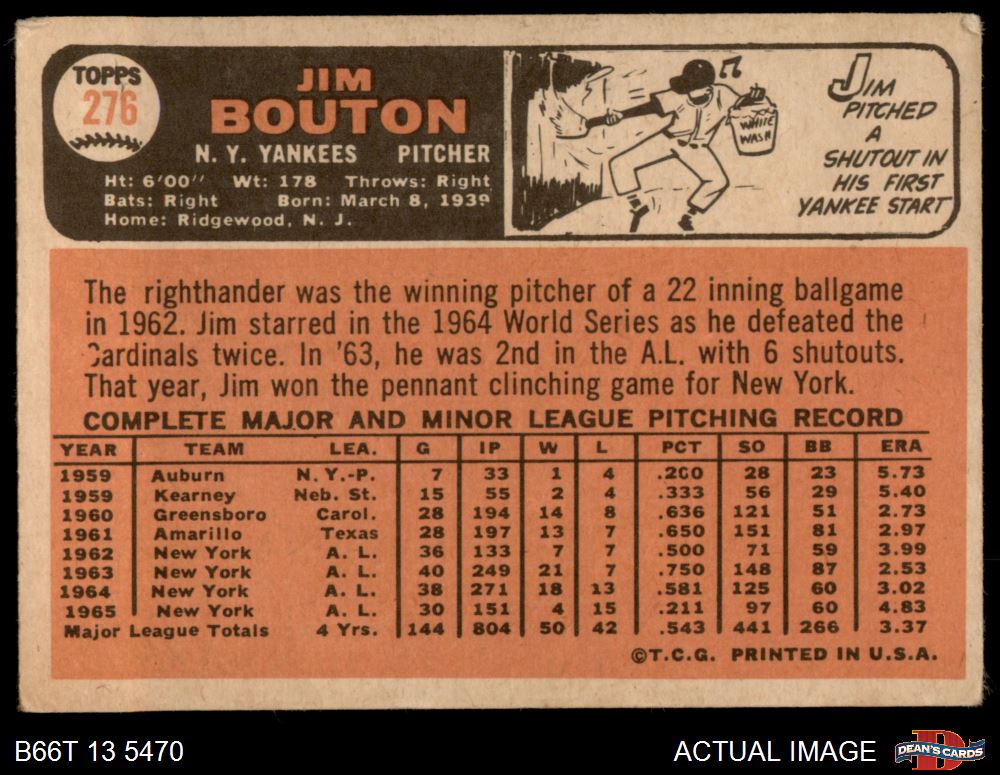 TOPPS
276
JIM
BOUTON
N. Y. YANKEES PITCHER
Ht: 6'00" Wt: 178 Throws: Right
Bats: Right Born: March 8, 1939
Home: Ridgewood, N. J.
WHITE
WASH
JIM
PITCHED
A
SHUTOUT IN
HIS FIRST
YANKEE START
The righthander was the winning pitcher of a 22 inning ballgame
in 1962. Jim starred in the 1964 World Series as he defeated the
Cardinals twice. In '63, he was 2nd in the A.L. with 6 shutouts.
That year, Jim won the pennant clinching game for New York.
COMPLETE MAJOR AND MINOR LEAGUE PITCHING RECORD
YEAR TEAM LEA. G IP W L PCT SO BB ERA
1959 Auburn N.Y.-P. 7 33 1 4 .200 28 23 5.73
1959 Kearney Neb. St. 15 55 2 4 .333 56 29 5.40
1960 Greensboro Carol. 28 194 14 8 .636 121 51 2.73
1961 Amarillo Texas 28 197 13 7 .650 151 81 2.97
1962 New York A. L. 36 133 7 7 .500 71 59 3.99
1963 New York A. L. 40 249 21 7 .750 148 87 2.53
1964 New York A. L. 38 271 18 13 .581 125 60 3.02
1965 New York A. L. 30 151 4 15 .211 97 60 4.83
Major League Totals 4 Yrs. 144 804 50 42 .543 441 266 3.37
©T.C.G. PRINTED IN U.S.A.
B66T 13 5470
ACTUAL IMAGE
DEAN'S CARDS